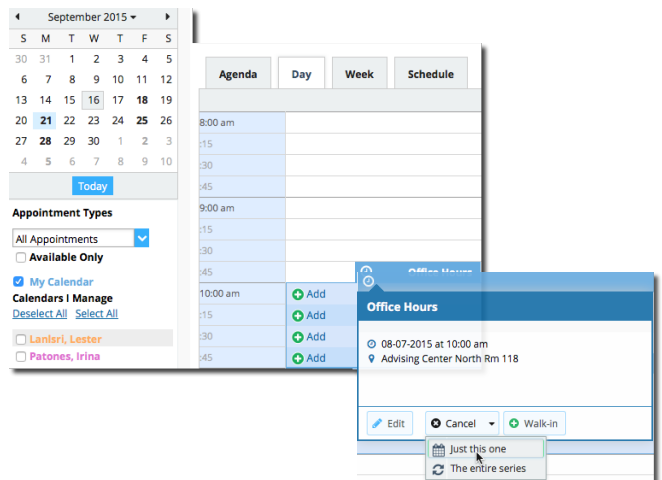 September 2015
S M T W T F S
30 31 1 2 3 4 5
6 7 8 9 10 11 12
13 14 15 16 17 18 19
20 21 22 23 24 25 26
27 28 29 30 1 2 3
4 5 6 7 8 9 10
Today
Appointment Types
All Appointments
Available Only
My Calendar
Calendars I Manage
Deselect All Select All
Lanisri, Lester
Patones, Irina
Agenda Day Week Schedule
8:00 am
:15
:30
:45
9:00 am
:15
:30
:45
Office Hours
10:00 am Add
:15 Add
:30 Add
:45 Add
Office Hours
08-07-2015 at 10:00 am
Advising Center North Rm 118
Edit Cancel Walk-in
Just this one
The entire series